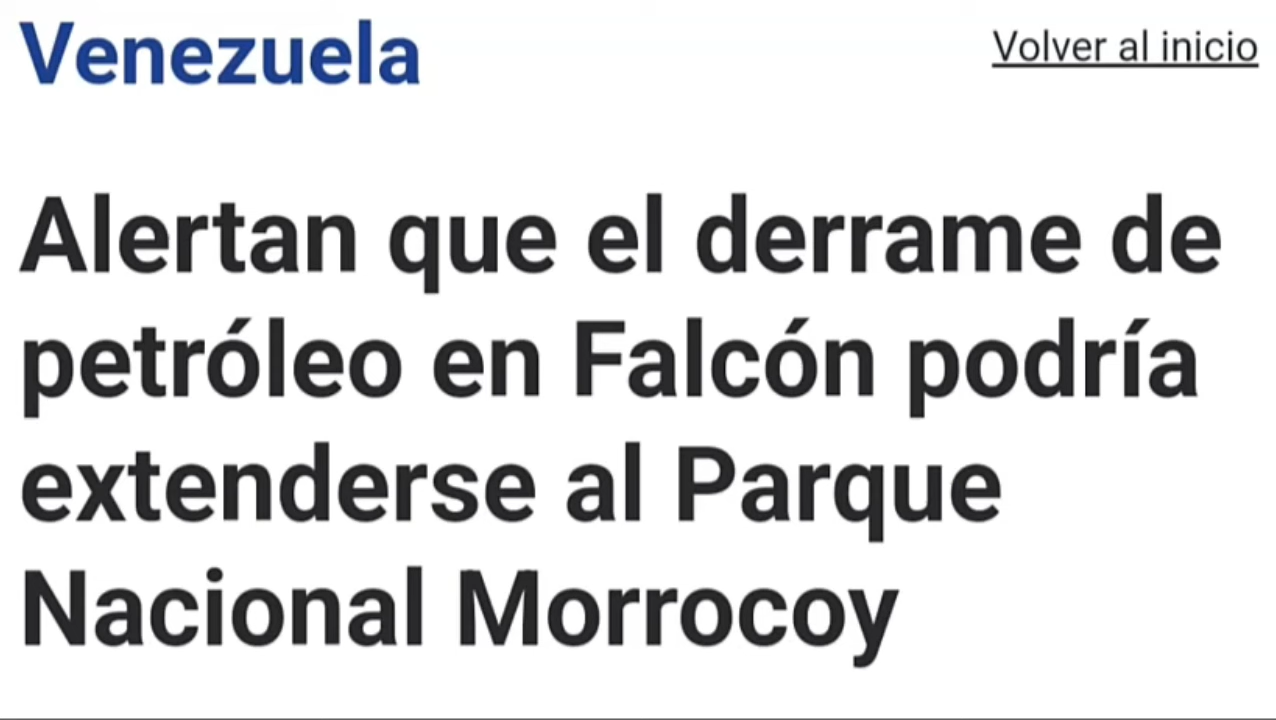 Venezuela
Volver al inicio
Alertan que el derrame de
petróleo en Falcón podría
extenderse al Parque
Nacional Morrocoy